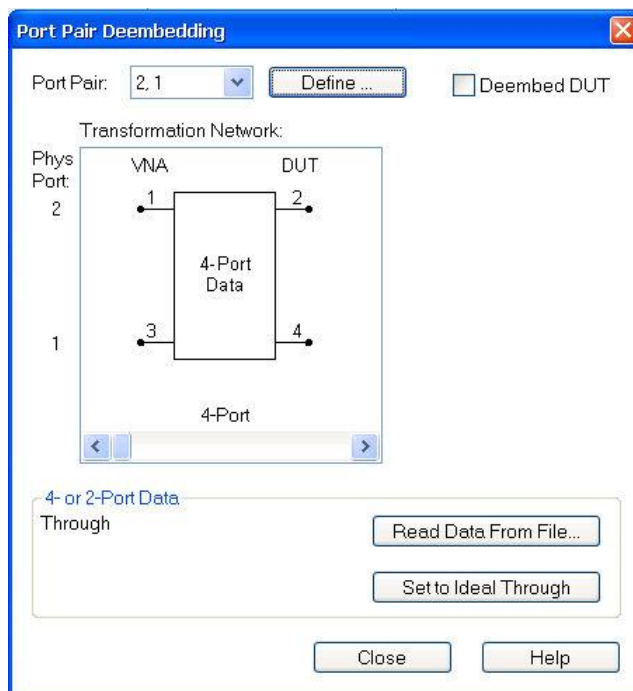 Port Pair Deembedding
Port Pair: 2, 1 Define ... Deembed DUT
Transformation Network:
Phys Port:
VNA DUT
2
1 2
4-Port
Data
1
3 4
4-Port
4- or 2-Port Data
Through
Read Data From File...
Set to Ideal Through
Close Help